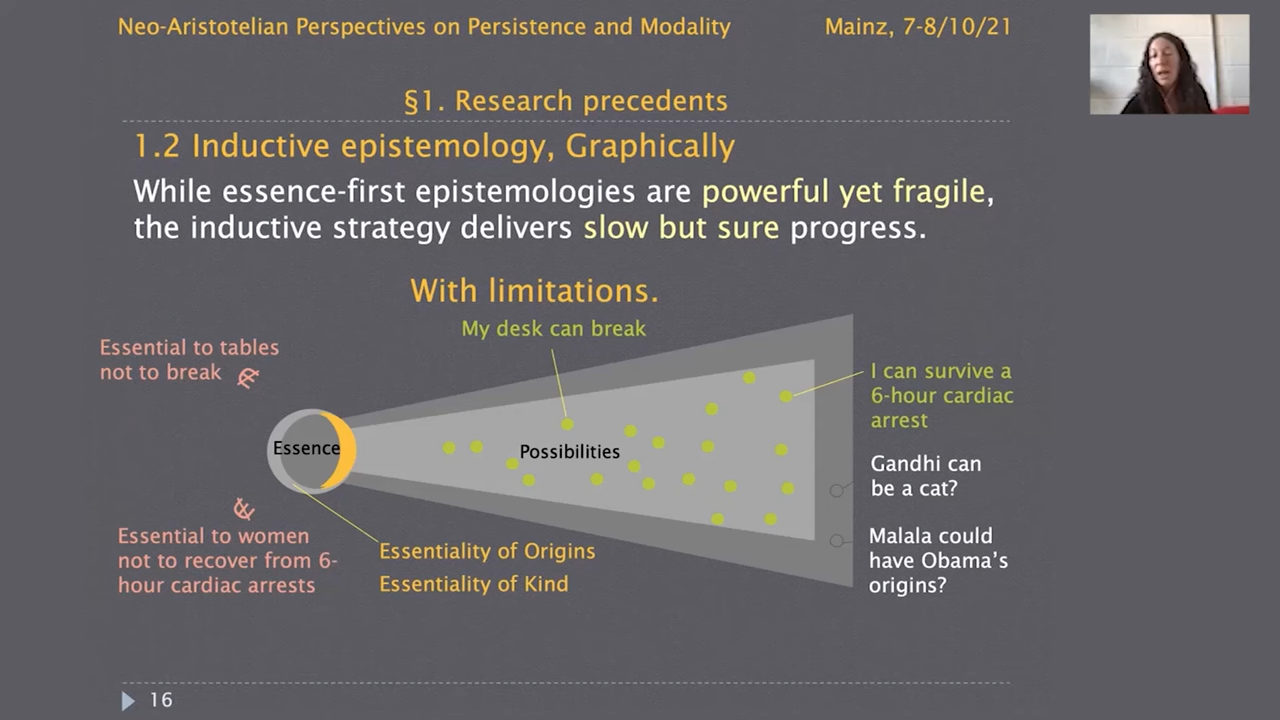 Neo-Aristotelian Perspectives on Persistence and Modality
Mainz, 7-8/10/21
§1. Research precedents
1.2 Inductive epistemology, Graphically
While essence-first epistemologies are powerful yet fragile,
the inductive strategy delivers slow but sure progress.
With limitations.
My desk can break
Essential to tables
not to break
I can survive a
6-hour cardiac
arrest
Essence
Possibilities
Gandhi can
be a cat?
Essential to women
not to recover from 6-
hour cardiac arrests
Essentiality of Origins
Essentiality of Kind
Malala could
have Obama's
origins?
16